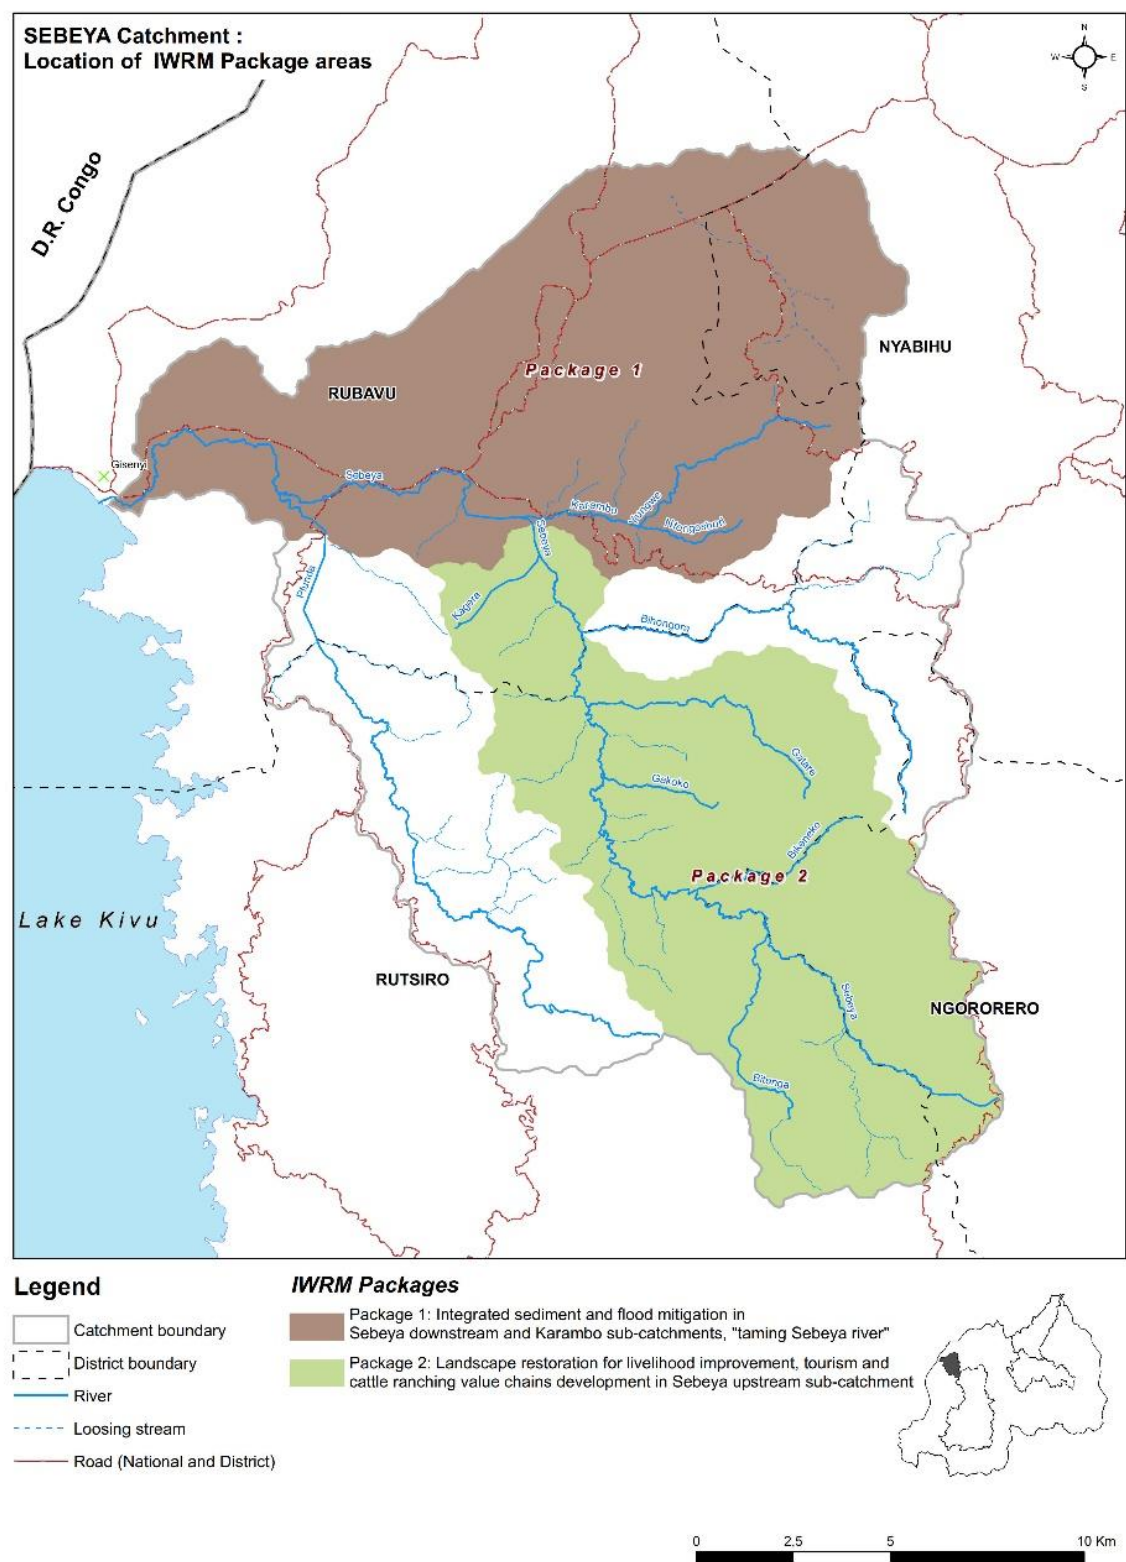 SEBEYA Catchment :
Location of IWRM Package areas
N
W E
S
D.R. Congo
NYABIHU
Package 1
RUBAVU
Gisenyi
Sebeya
Karambo
Yungwe
Ntongoshuri
Sebeya
Pfunda
Kagera
Bihongora
Gatare
Gakoko
Bikeneko
Package 2
Lake Kivu
RUTSIRO
Sebeya
NGORORERO
Bitenga
Legend
Catchment boundary
District boundary
River
Loosing stream
Road (National and District)
IWRM Packages
Package 1: Integrated sediment and flood mitigation in
Sebeya downstream and Karambo sub-catchments, "taming Sebeya river"
Package 2: Landscape restoration for livelihood improvement, tourism and
cattle ranching value chains development in Sebeya upstream sub-catchment
0 2.5 5 10 Km